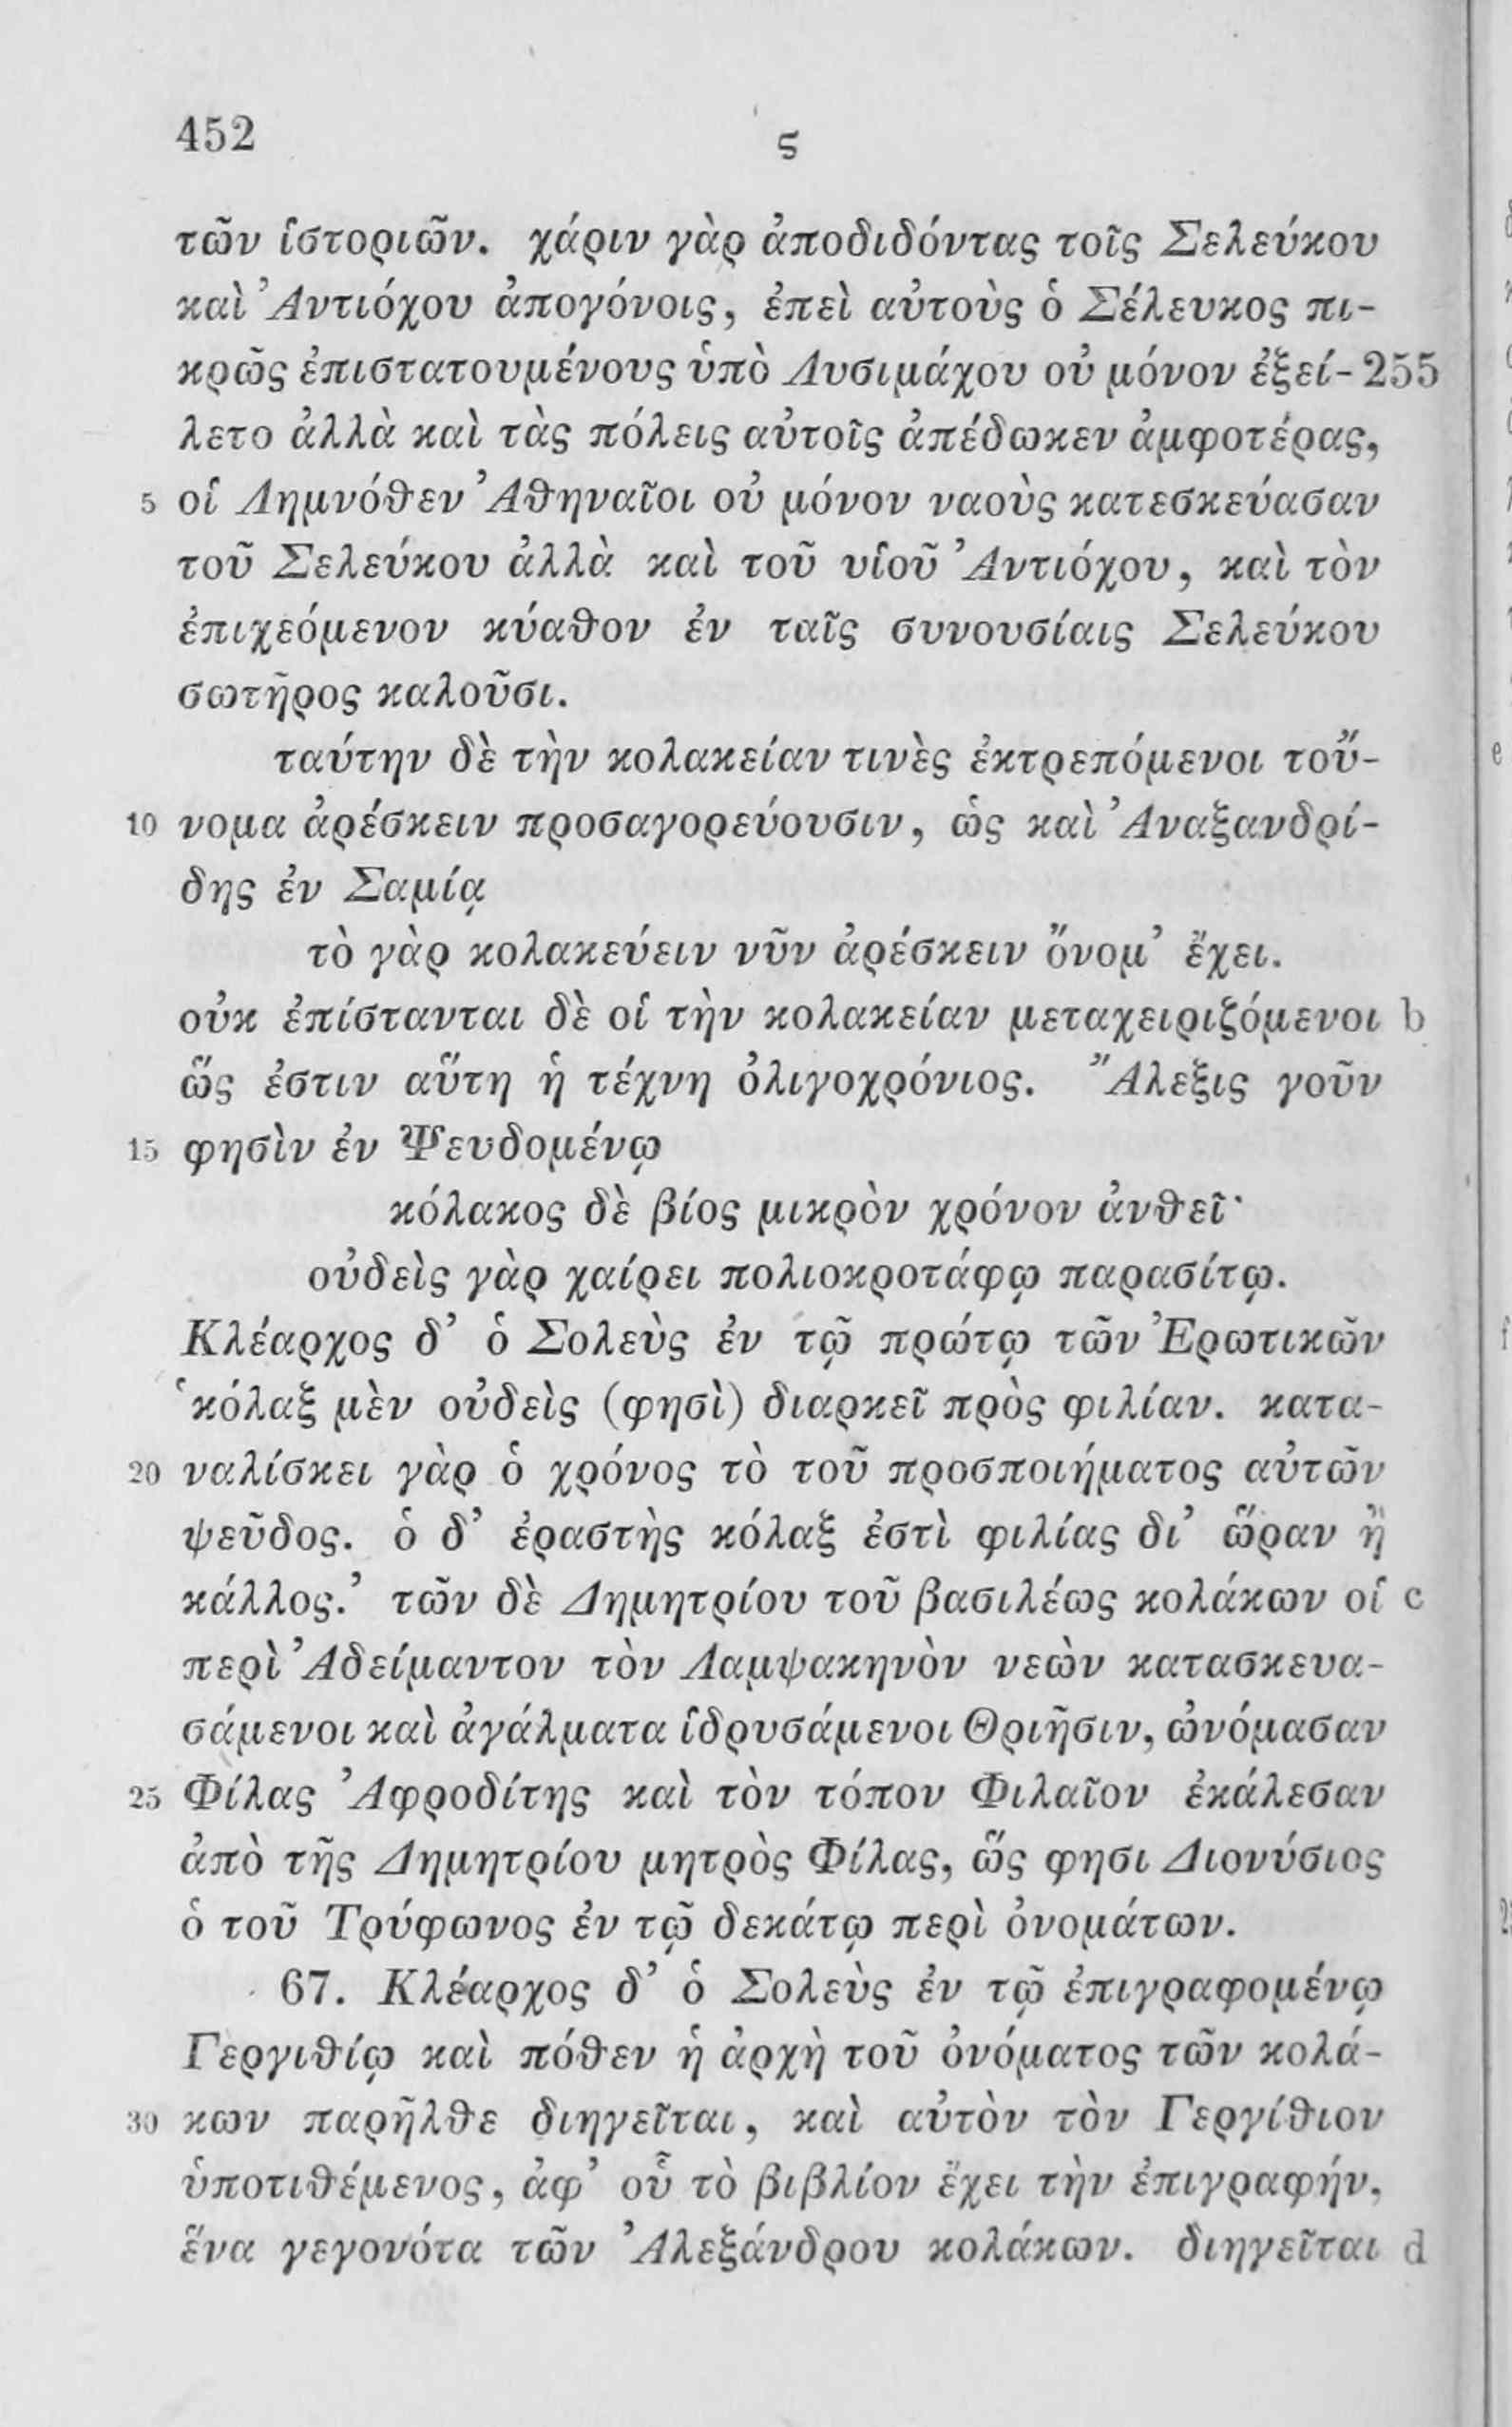 452 ς
τῶν ἱστοριῶν. χάριν γὰρ ἀποδιδόντας τοῖς Σελεύκου
καὶ Ἀντιόχου ἀπογόνοις, ἐπεὶ αὐτοὺς ὁ Σέλευκος πι-
κρῶς ἐπιστατουμένους ὑπὸ Λυσιμάχου οὐ μόνον ἐξεί- 255
λετο ἀλλὰ καὶ τὰς πόλεις αὐτοῖς ἀπέδωκεν ἀμφοτέρας,
5 οἱ Λημνόθεν Ἀθηναῖοι οὐ μόνον ναοὺς κατεσκεύασαν
τοῦ Σελεύκου ἀλλὰ καὶ τοῦ υἱοῦ Ἀντιόχου, καὶ τὸν
ἐπιχεόμενον κύαθον ἐν ταῖς συνουσίαις Σελεύκου
σωτῆρος καλοῦσι.
ταύτην δὲ τὴν κολακείαν τινὲς ἐκτρεπόμενοι τοὔ-
10 νομα ἀρέσκειν προσαγορεύουσιν, ὡς καὶ Ἀναξανδρί-
δης ἐν Σαμίᾳ
τὸ γὰρ κολακεύειν νῦν ἀρέσκειν ὄνομ’ ἔχει.
οὐκ ἐπίστανται δὲ οἱ τὴν κολακείαν μεταχειριζόμενοι b
ὥς ἐστιν αὕτη ἡ τέχνη ὀλιγοχρόνιος. Ἄλεξις γοῦν
15 φησὶν ἐν Ψευδομένῳ
κόλακος δὲ βίος μικρὸν χρόνον ἀνθεῖ·
οὐδεὶς γὰρ χαίρει πολιοκροτάφῳ παρασίτῳ.
Κλέαρχος δ’ ὁ Σολεὺς ἐν τῷ πρώτῳ τῶν Ἐρωτικῶν
‘κόλαξ μὲν οὐδεὶς (φησὶ) διαρκεῖ πρὸς φιλίαν. κατα-
20 ναλίσκει γὰρ ὁ χρόνος τὸ τοῦ προσποιήματος αὐτῶν
ψεῦδος. ὁ δ’ ἐραστὴς κόλαξ ἐστὶ φιλίας δι’ ὥραν ἢ
κάλλος.’ τῶν δὲ Δημητρίου τοῦ βασιλέως κολάκων οἱ c
περὶ Ἀδείμαντον τὸν Λαμψακηνὸν νεὼν κατασκευα-
σάμενοι καὶ ἀγάλματα ἱδρυσάμενοι Θριῆσιν, ὠνόμασαν
25 Φίλας Ἀφροδίτης καὶ τὸν τόπον Φιλαῖον ἐκάλεσαν
ἀπὸ τῆς Δημητρίου μητρὸς Φίλας, ὥς φησι Διονύσιος
ὁ τοῦ Τρύφωνος ἐν τῷ δεκάτῳ περὶ ὀνομάτων.
67. Κλέαρχος δ’ ὁ Σολεὺς ἐν τῷ ἐπιγραφομένῳ
Γεργιθίῳ καὶ πόθεν ἡ ἀρχὴ τοῦ ὀνόματος τῶν κολά-
30 κων παρῆλθε διηγεῖται, καὶ αὐτὸν τὸν Γεργίθιον
ὑποτιθέμενος, ἀφ’ οὗ τὸ βιβλίον ἔχει τὴν ἐπιγραφήν,
ἕνα γεγονότα τῶν Ἀλεξάνδρου κολάκων. διηγεῖται d